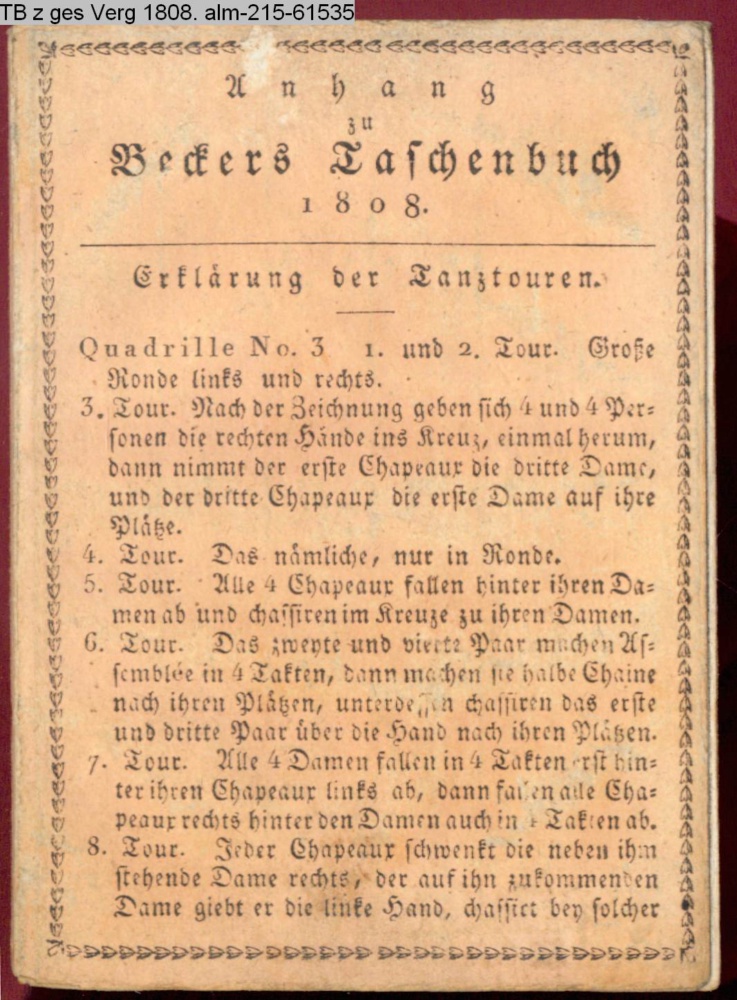 TB z ges Verg 1808. alm-215-61535
Anhang
zu
Beckers Taschenbuch
1808.
Erklärung der Tanztouren.
Quadrille No. 3 1. und 2. Tour. Große
Ronde links und rechts.
3. Tour. Nach der Zeichnung geben sich 4 und 4 Per-
sonen die rechten Hände ins Kreuz, einmal herum,
dann nimmt der erste Chapeaux die dritte Dame,
und der dritte Chapeaux die erste Dame auf ihre
Plätze.
4. Tour. Das nämliche, nur in Ronde.
5. Tour. Alle 4 Chapeaux fallen hinter ihren Da-
men ab und chassiren im Kreuze zu ihren Damen.
6. Tour. Das zweyte und vierte Paar machen As-
semblée in 4 Takten, dann machen sie halbe Chaine
nach ihren Plätzen, unterdessen chassiren das erste
und dritte Paar über die Hand nach ihren Plätzen.
7. Tour. Alle 4 Damen fallen in 4 Takten erst hin-
ter ihren Chapeaux links ab, dann fallen alle Cha-
peaux rechts hinter den Damen auch in 4 Takten ab.
8. Tour. Jeder Chapeaux schwenkt die neben ihm
stehende Dame rechts, der auf ihn zukommenden
Dame giebt er die linke Hand, chassirt bey solcher